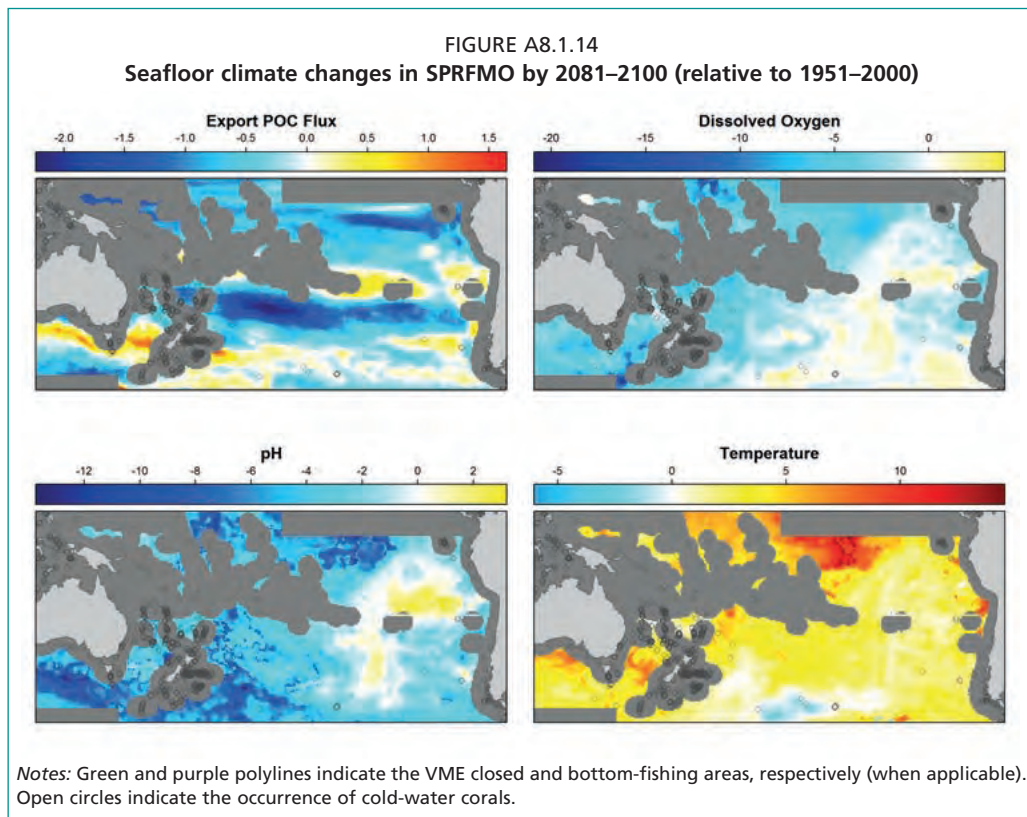 FIGURE A8.1.14
Seafloor climate changes in SPRFMO by 2081–2100 (relative to 1951–2000)
Export POC Flux
-2.0 -1.5 -1.0 -0.5 0.0 0.5 1.0 1.5
Dissolved Oxygen
-20 -15 -10 -5 0
pH
-12 -10 -8 -6 -4 -2 0 2
Temperature
-5 0 5 10
Notes: Green and purple polylines indicate the VME closed and bottom-fishing areas, respectively (when applicable).
Open circles indicate the occurrence of cold-water corals.